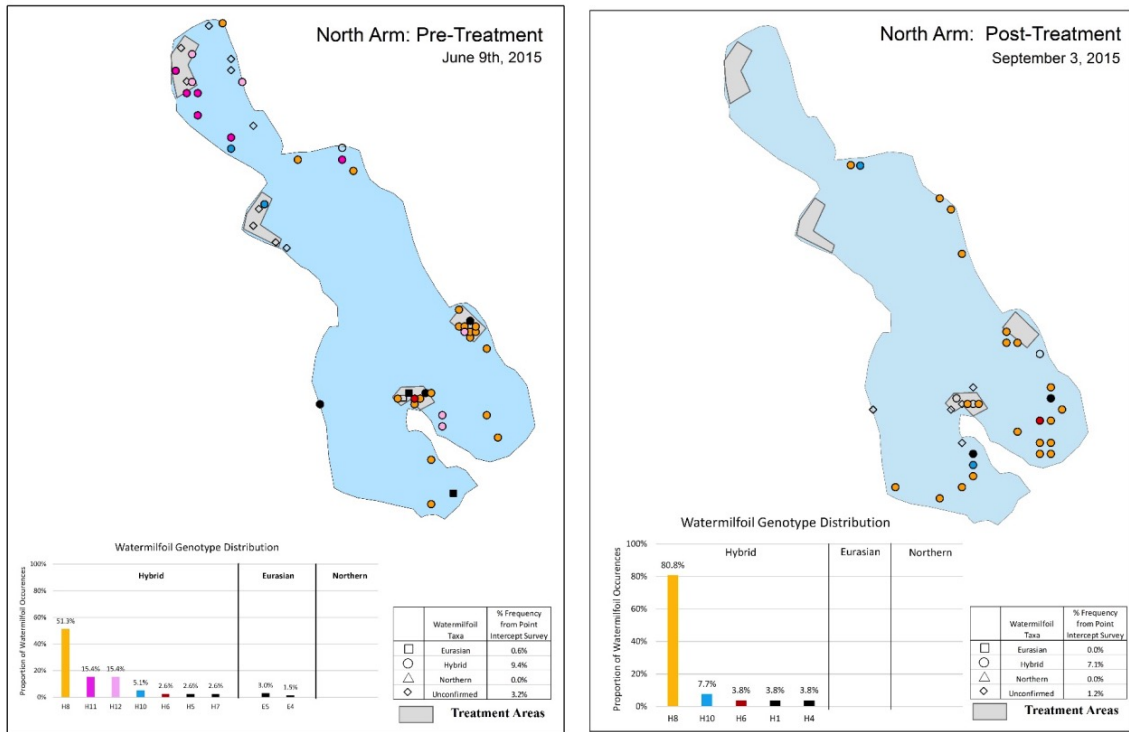 North Arm: Pre-Treatment
June 9th, 2015
Watermilfoil Genotype Distribution
Proportion of Watermilfoil Occurences
100%
80%
60%
40%
20%
0%
Hybrid
Eurasian
Northern
51.3%
15.4%
15.4%
5.1%
2.6%
2.6%
2.6%
3.0%
1.5%
H8 H11 H12 H10 H6 H5 H7 E5 E4
Watermilfoil Taxa
% Frequency from Point Intercept Survey
Eurasian 0.6%
Hybrid 9.4%
Northern 0.0%
Unconfirmed 3.2%
Treatment Areas
North Arm: Post-Treatment
September 3, 2015
Watermilfoil Genotype Distribution
Proportion of Watermilfoil Occurences
100%
80%
60%
40%
20%
0%
Hybrid
Eurasian
Northern
80.8%
7.7%
3.8%
3.8%
3.8%
H8 H10 H6 H1 H4
Watermilfoil Taxa
% Frequency from Point Intercept Survey
Eurasian 0.0%
Hybrid 7.1%
Northern 0.0%
Unconfirmed 1.2%
Treatment Areas